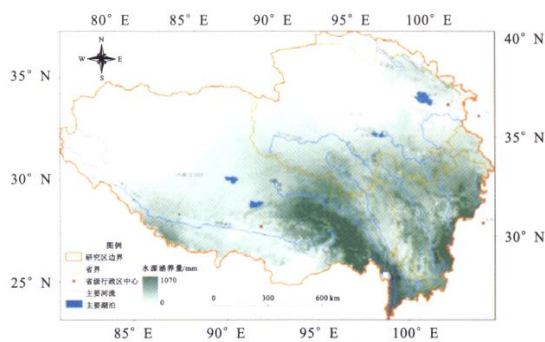 80° E 85° E 90° E 95° E 100° E
40° N
N
W E
S
35° N
35° N
30° N
30° N
25° N
图例
研究区边界
省界
省级行政区中心
主要河流
主要湖泊
水源涵养量/mm
1070
0
0 300 600 km
85° E 90° E 95° E 100° E